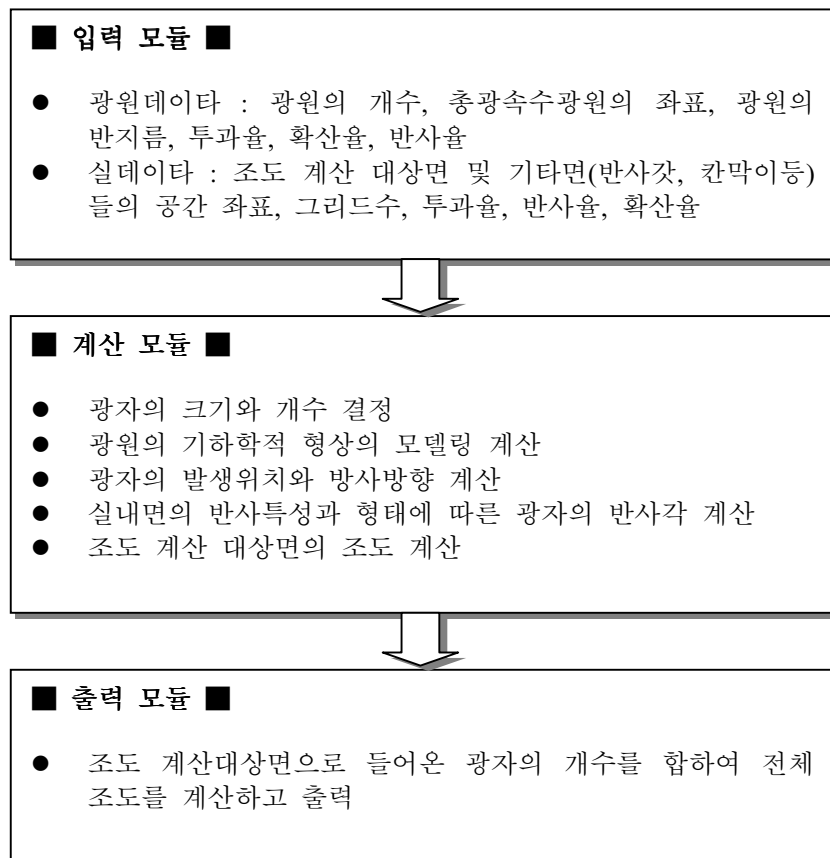 ■ 입력 모듈 ■
● 광원데이타 : 광원의 개수, 총광속수광원의 좌표, 광원의
반지름, 투과율, 확산율, 반사율
● 실데이타 : 조도 계산 대상면 및 기타면(반사갓, 칸막이등)
들의 공간 좌표, 그리드수, 투과율, 반사율, 확산율
■ 계산 모듈 ■
● 광자의 크기와 개수 결정
● 광원의 기하학적 형상의 모델링 계산
● 광자의 발생위치와 방사방향 계산
● 실내면의 반사특성과 형태에 따른 광자의 반사각 계산
● 조도 계산 대상면의 조도 계산
■ 출력 모듈 ■
● 조도 계산대상면으로 들어온 광자의 개수를 합하여 전체
조도를 계산하고 출력